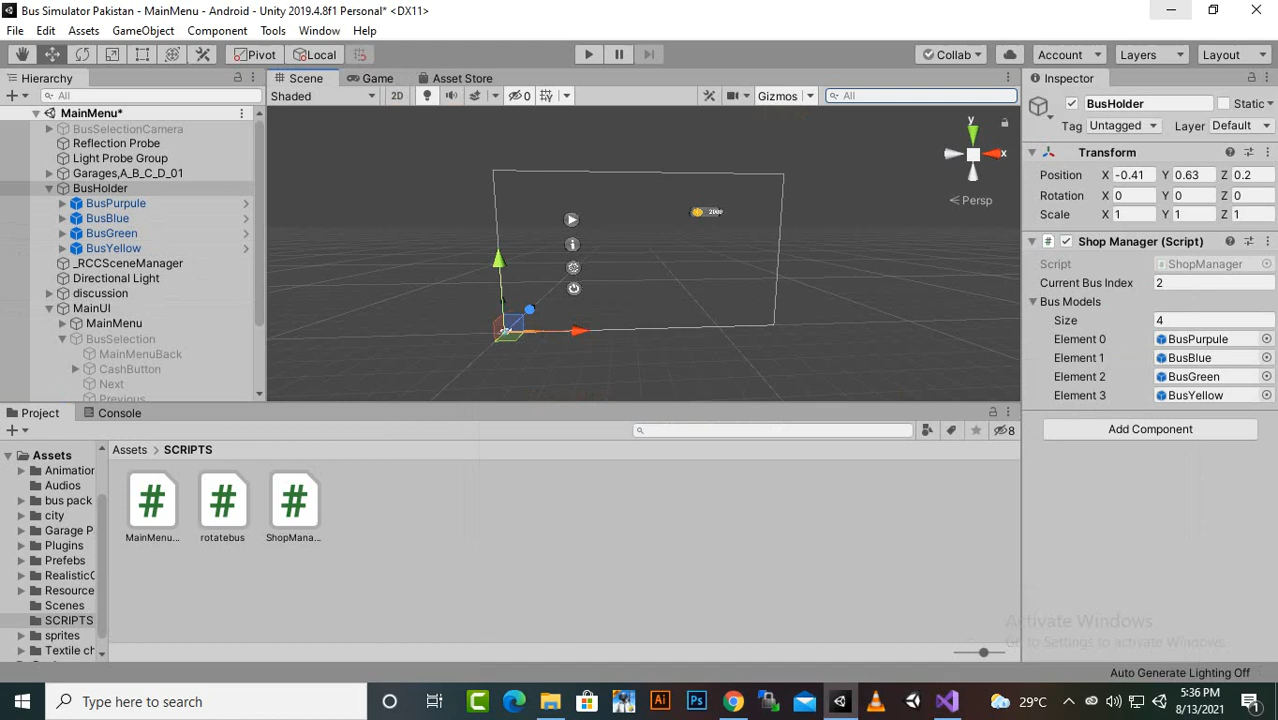 Bus Simulator Pakistan - MainMenu - Android - Unity 2019.4.8f1 Personal* <DX11>
File Edit Assets GameObject Component Tools Window Help
Pivot Local Collab Account Layers Layout
Hierarchy Scene Game Asset Store Inspector
All Shaded 2D 0 Gizmos All BusHolder Static
MainMenu* Tag Untagged Layer Default
BusSelectionCamera
Reflection Probe y Transform
Light Probe Group x
Garages,A_B_C_D_01 Position X -0.41 Y 0.63 Z 0.2
BusHolder Rotation X 0 Y 0 Z 0
BusPurpule Persp Scale X 1 Y 1 Z 1
BusBlue 2000
BusGreen Shop Manager (Script)
BusYellow
_RCCSceneManager Script ShopManager
Directional Light Current Bus Index 2
discussion Bus Models
MainUI Size 4
MainMenu Element 0 BusPurpule
BusSelection Element 1 BusBlue
MainMenuBack Element 2 BusGreen
CashButton Element 3 BusYellow
Next
Previous
Project Console Add Component
8
Assets Assets > SCRIPTS
Animation
Audios
bus pack
city
Garage P
Plugins MainMenu... rotatebus ShopMana...
Prefebs
RealisticC
Resource
Scenes
SCRIPTS Activate Windows
sprites Go to Settings to activate Windows.
Textile ch
Auto Generate Lighting Off
Type here to search Ai Ps 29°C 5:36 PM
8/13/2021